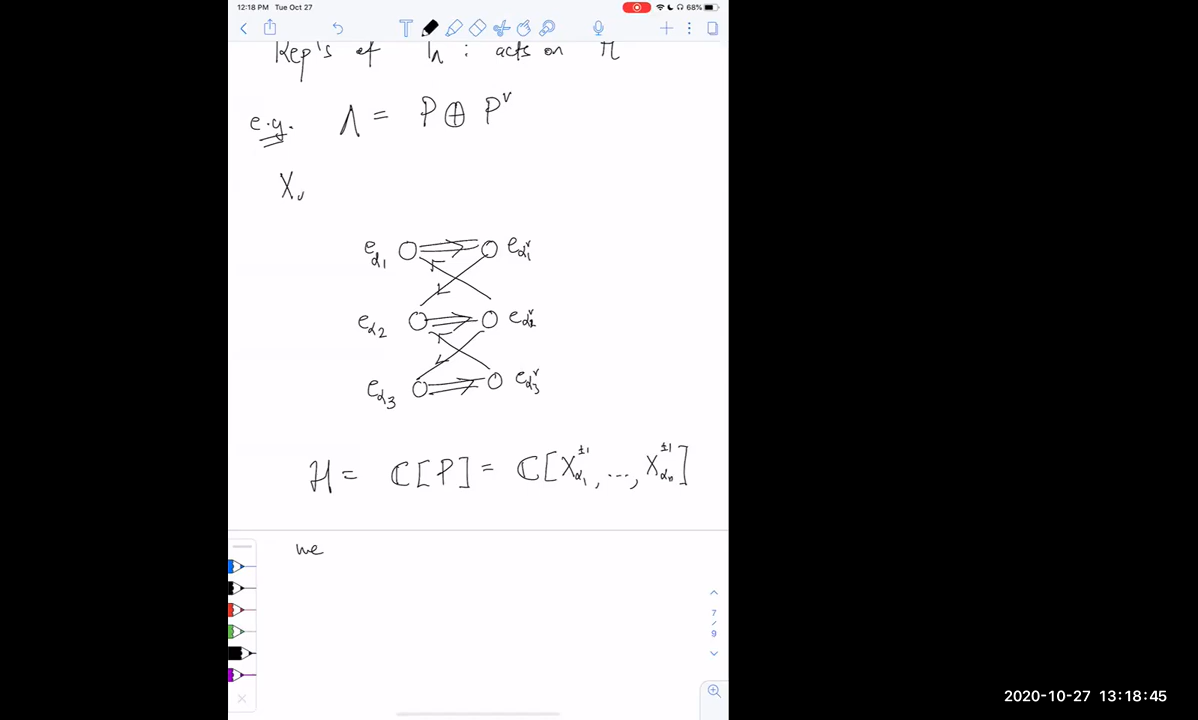 12:18 PM Tue Oct 27
68%
Rep's of 𝔥 : acts on ℋ
e.g. Λ = P ⊕ P^∨
X
e_{α_1} e_{α_1^∨}
e_{α_2} e_{α_2^∨}
e_{α_3} e_{α_3^∨}
ℋ = ℂ[P] = ℂ[X_{α_1}^{±1}, ..., X_{α_n}^{±1}]
we
7
/
9
2020-10-27 13:18:45